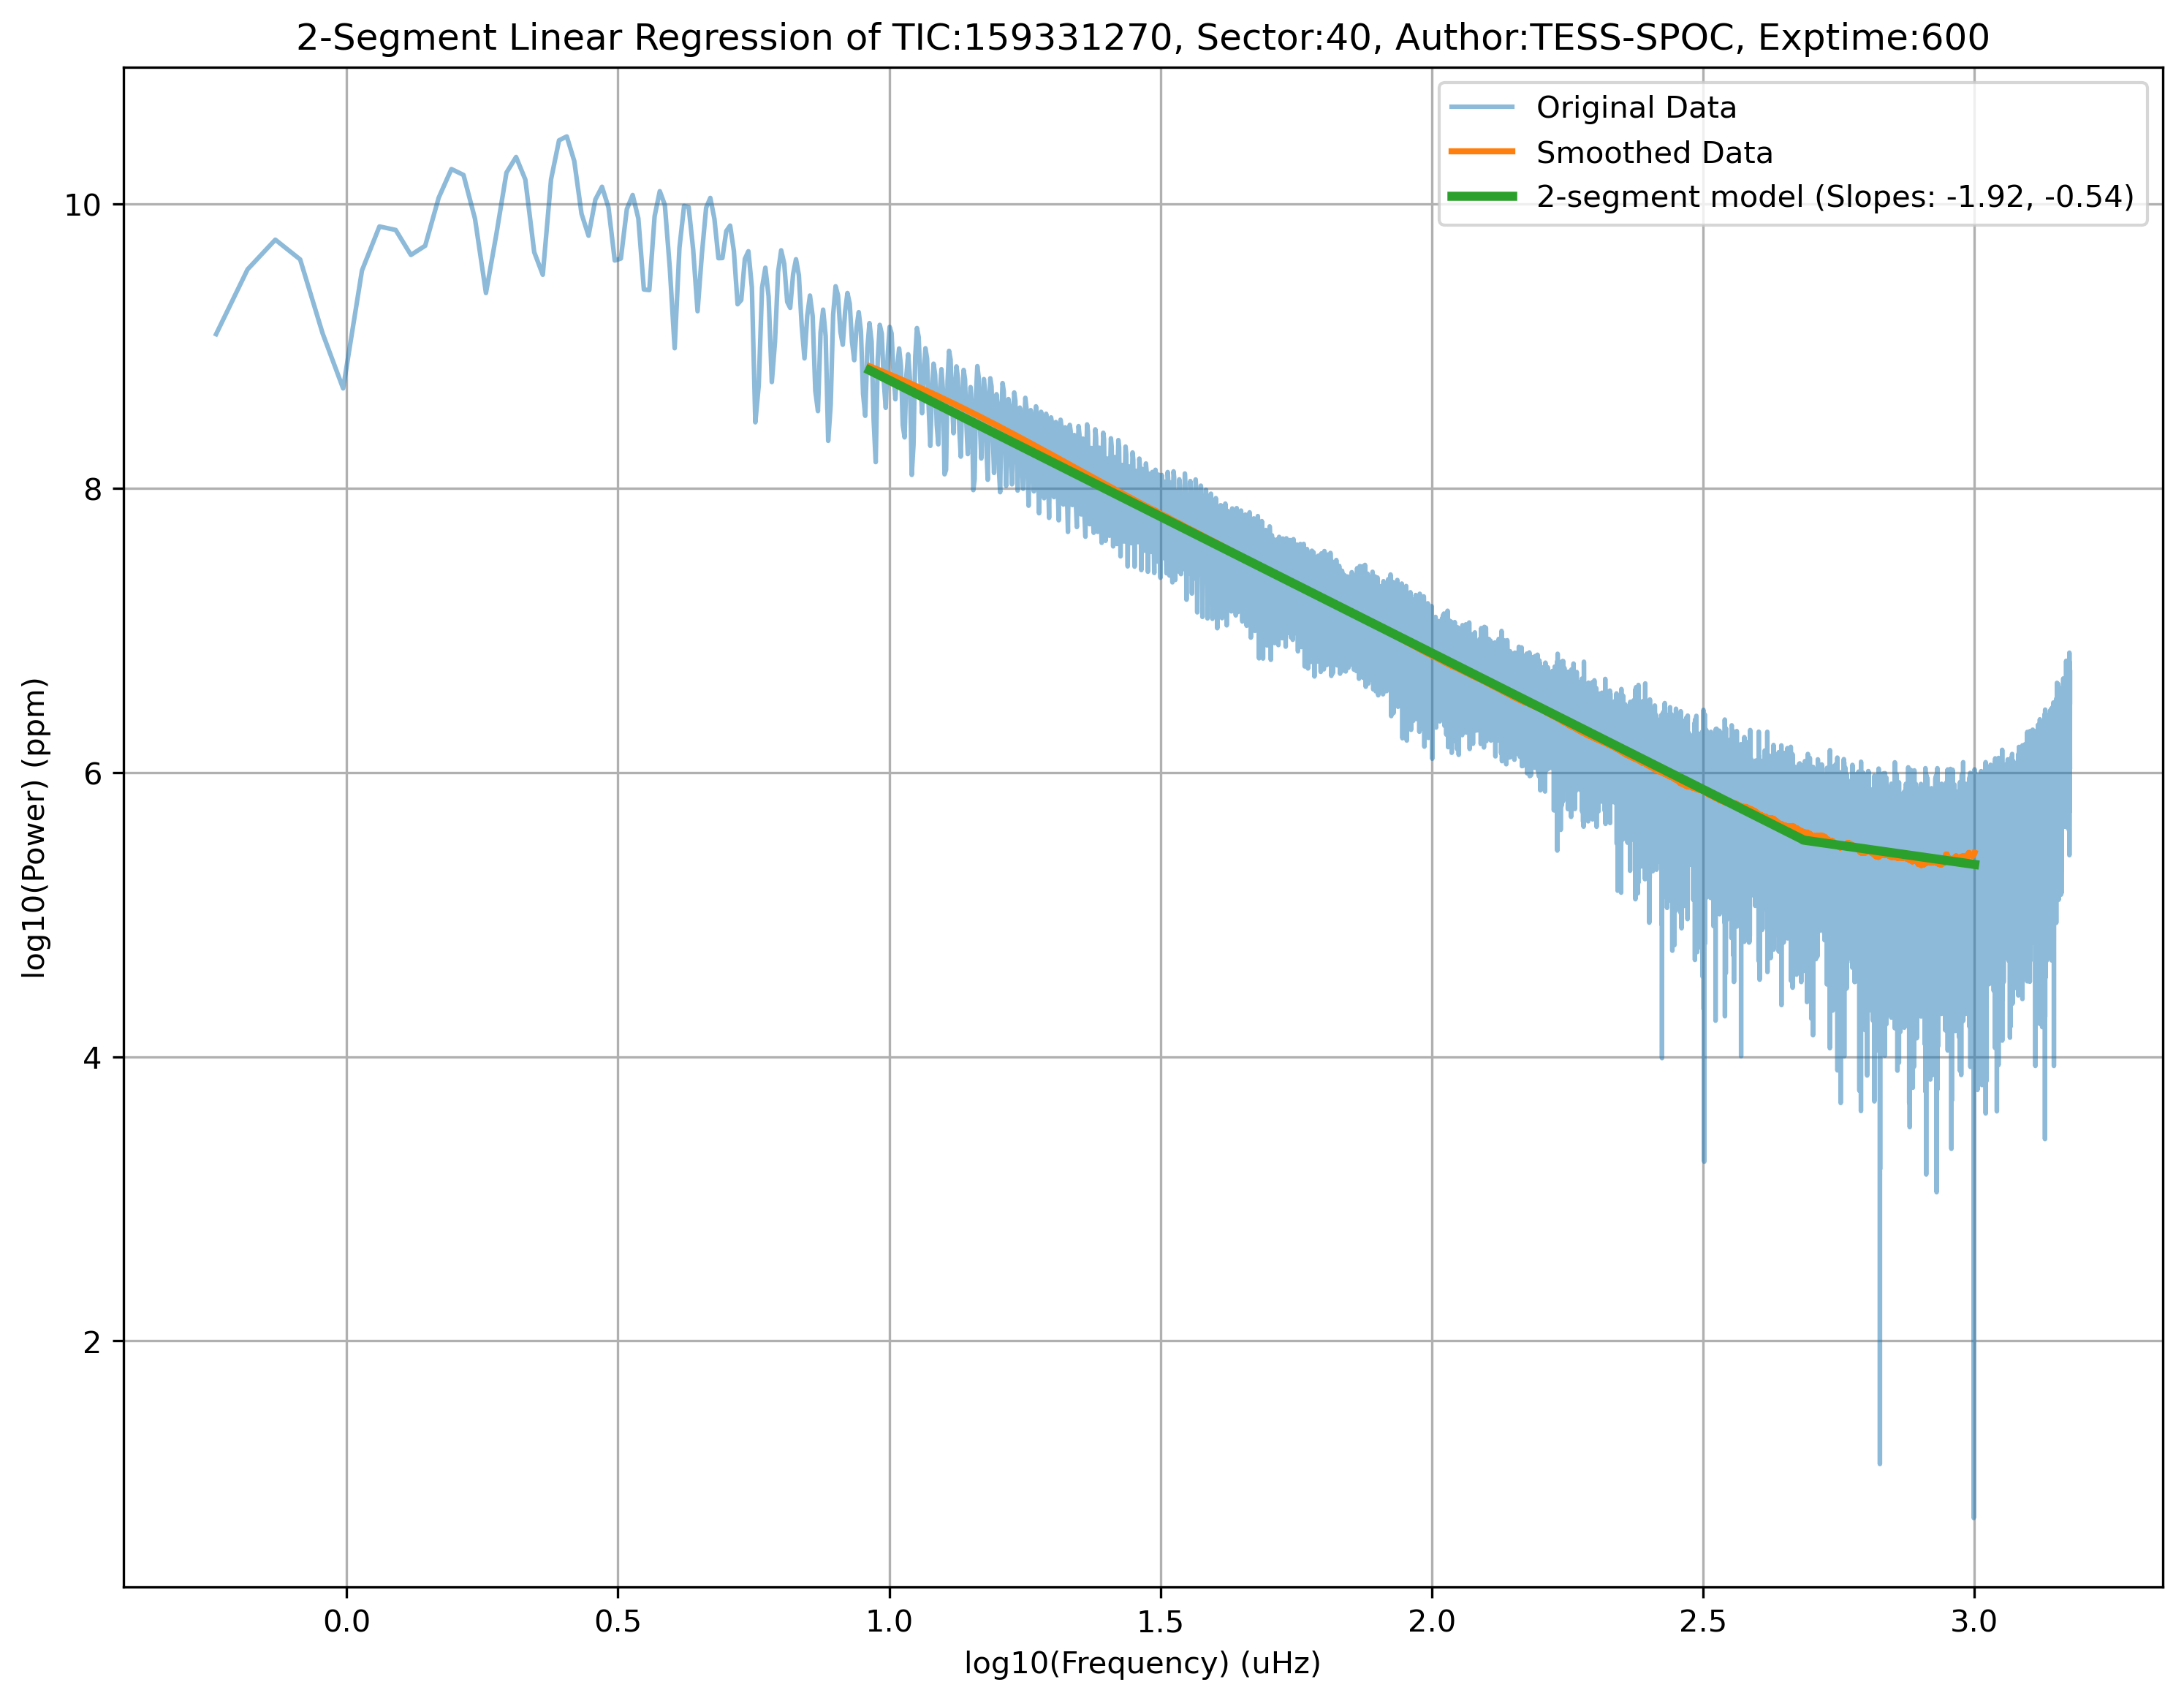 2-Segment Linear Regression of TIC:159331270, Sector:40, Author:TESS-SPOC, Exptime:600
Original Data
Smoothed Data
2-segment model (Slopes: -1.92, -0.54)
10
8
6
4
2
log10(Power) (ppm)
0.0 0.5 1.0 1.5 2.0 2.5 3.0
log10(Frequency) (uHz)